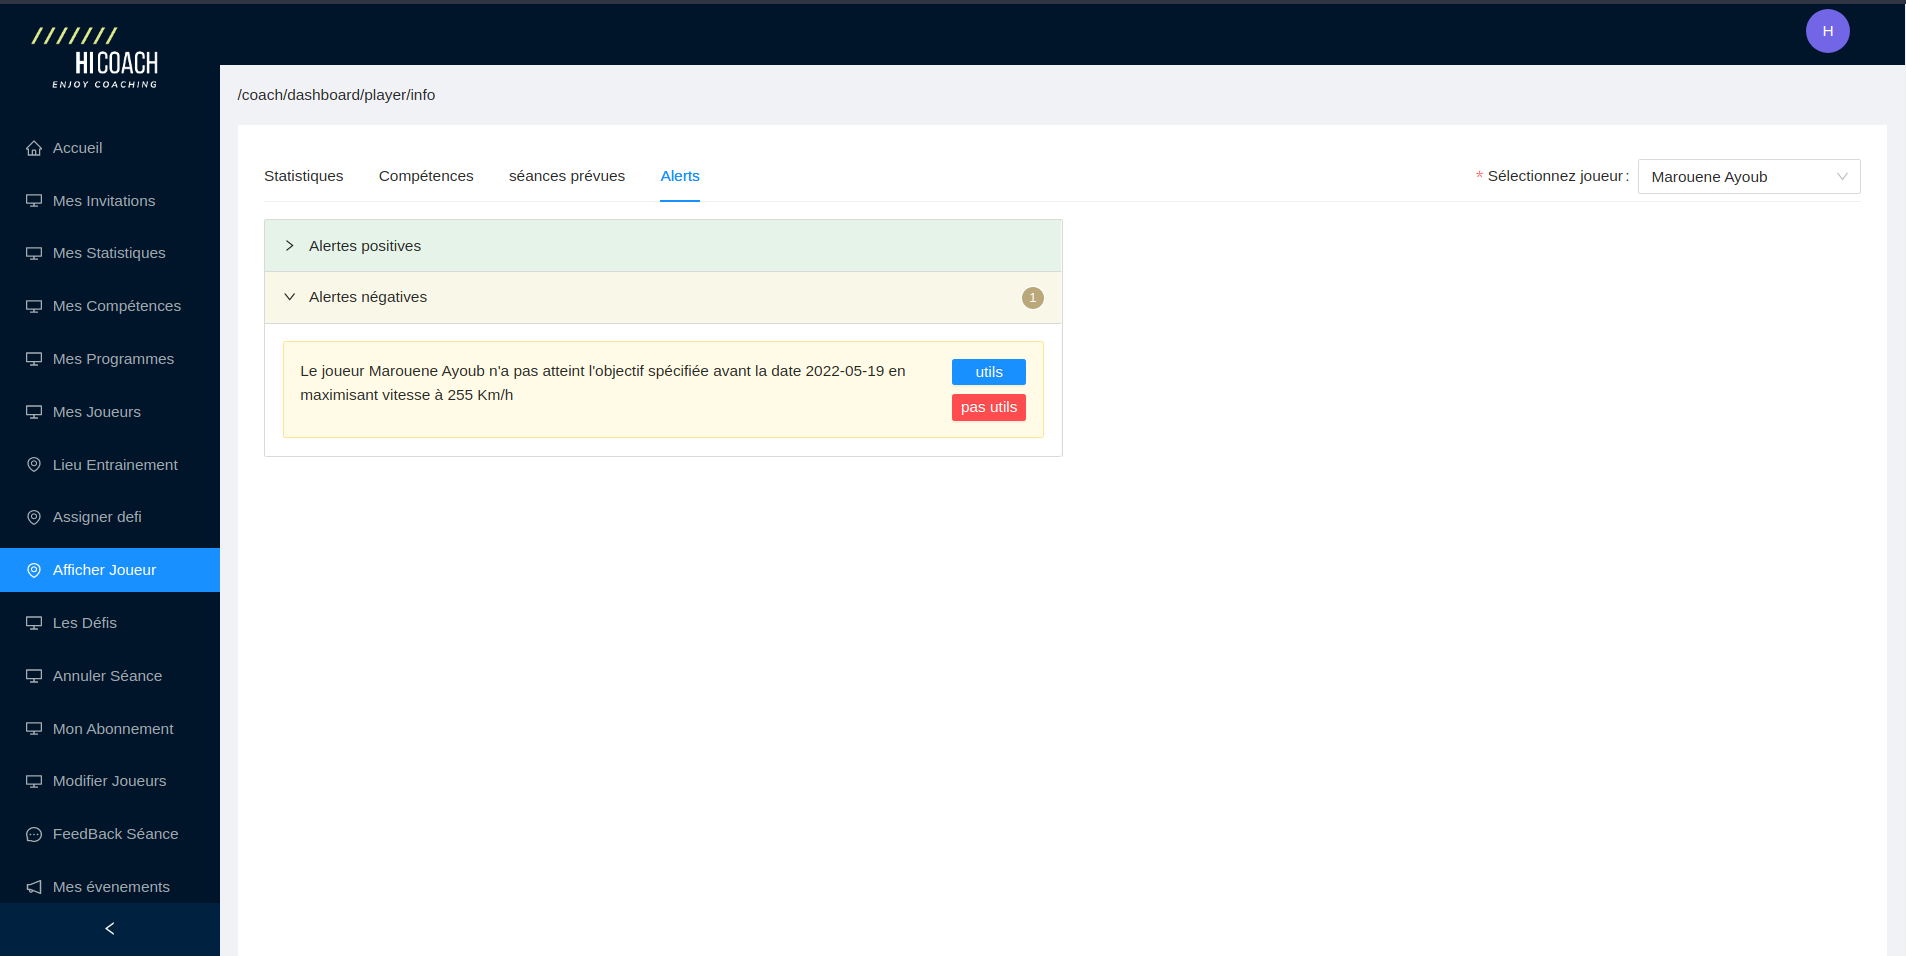 HICOACH
ENJOY COACHING
H
/coach/dashboard/player/info
Accueil
Mes Invitations
Mes Statistiques
Mes Compétences
Mes Programmes
Mes Joueurs
Lieu Entrainement
Assigner defi
Afficher Joueur
Les Défis
Annuler Séance
Mon Abonnement
Modifier Joueurs
FeedBack Séance
Mes évenements
Statistiques Compétences séances prévues Alerts
* Sélectionnez joueur : Marouene Ayoub
Alertes positives
Alertes négatives 1
Le joueur Marouene Ayoub n'a pas atteint l'objectif spécifiée avant la date 2022-05-19 en
maximisant vitesse à 255 Km/h
utils
pas utils